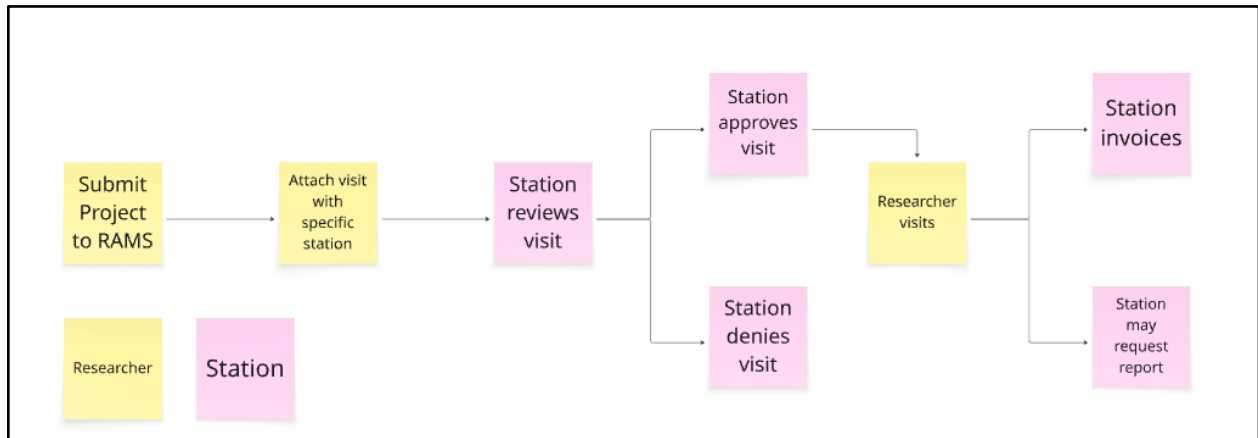 Submit
Project
to RAMS
Attach visit
with
specific
station
Station
reviews
visit
Station
approves
visit
Station
denies
visit
Researcher
visits
Station
invoices
Station
may
request
report
Researcher
Station